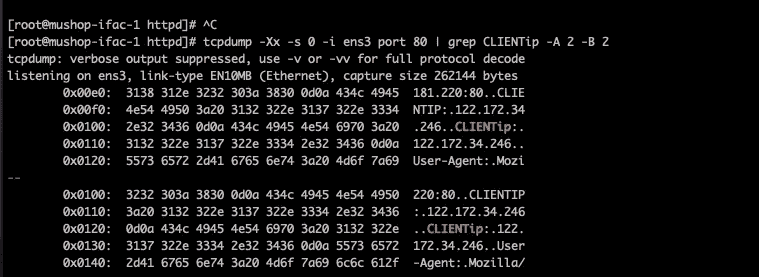 [root@mushop-ifac-1 httpd]# ^C
[root@mushop-ifac-1 httpd]# tcpdump -Xx -s 0 -i ens3 port 80 | grep CLIENTip -A 2 -B 2
tcpdump: verbose output suppressed, use -v or -vv for full protocol decode
listening on ens3, link-type EN10MB (Ethernet), capture size 262144 bytes
0x00e0:  3138 312e 3232 303a 3830 0d0a 434c 4945  181.220:80..CLIE
0x00f0:  4e54 4950 3a20 3132 322e 3137 322e 3334  NTIP:.122.172.34
0x0100:  2e32 3436 0d0a 434c 4945 4e54 6970 3a20  .246..CLIENTip:.
0x0110:  3132 322e 3137 322e 3334 2e32 3436 0d0a  122.172.34.246..
0x0120:  5573 6572 2d41 6765 6e74 3a20 4d6f 7a69  User-Agent:.Mozi
--
0x0100:  3232 303a 3830 0d0a 434c 4945 4e54 4950  220:80..CLIENTIP
0x0110:  3a20 3132 322e 3137 322e 3334 2e32 3436  :.122.172.34.246
0x0120:  0d0a 434c 4945 4e54 6970 3a20 3132 322e  ..CLIENTip:.122.
0x0130:  3137 322e 3334 2e32 3436 0d0a 5573 6572  172.34.246..User
0x0140:  2d41 6765 6e74 3a20 4d6f 7a69 6c6c 612f  -Agent:.Mozilla/